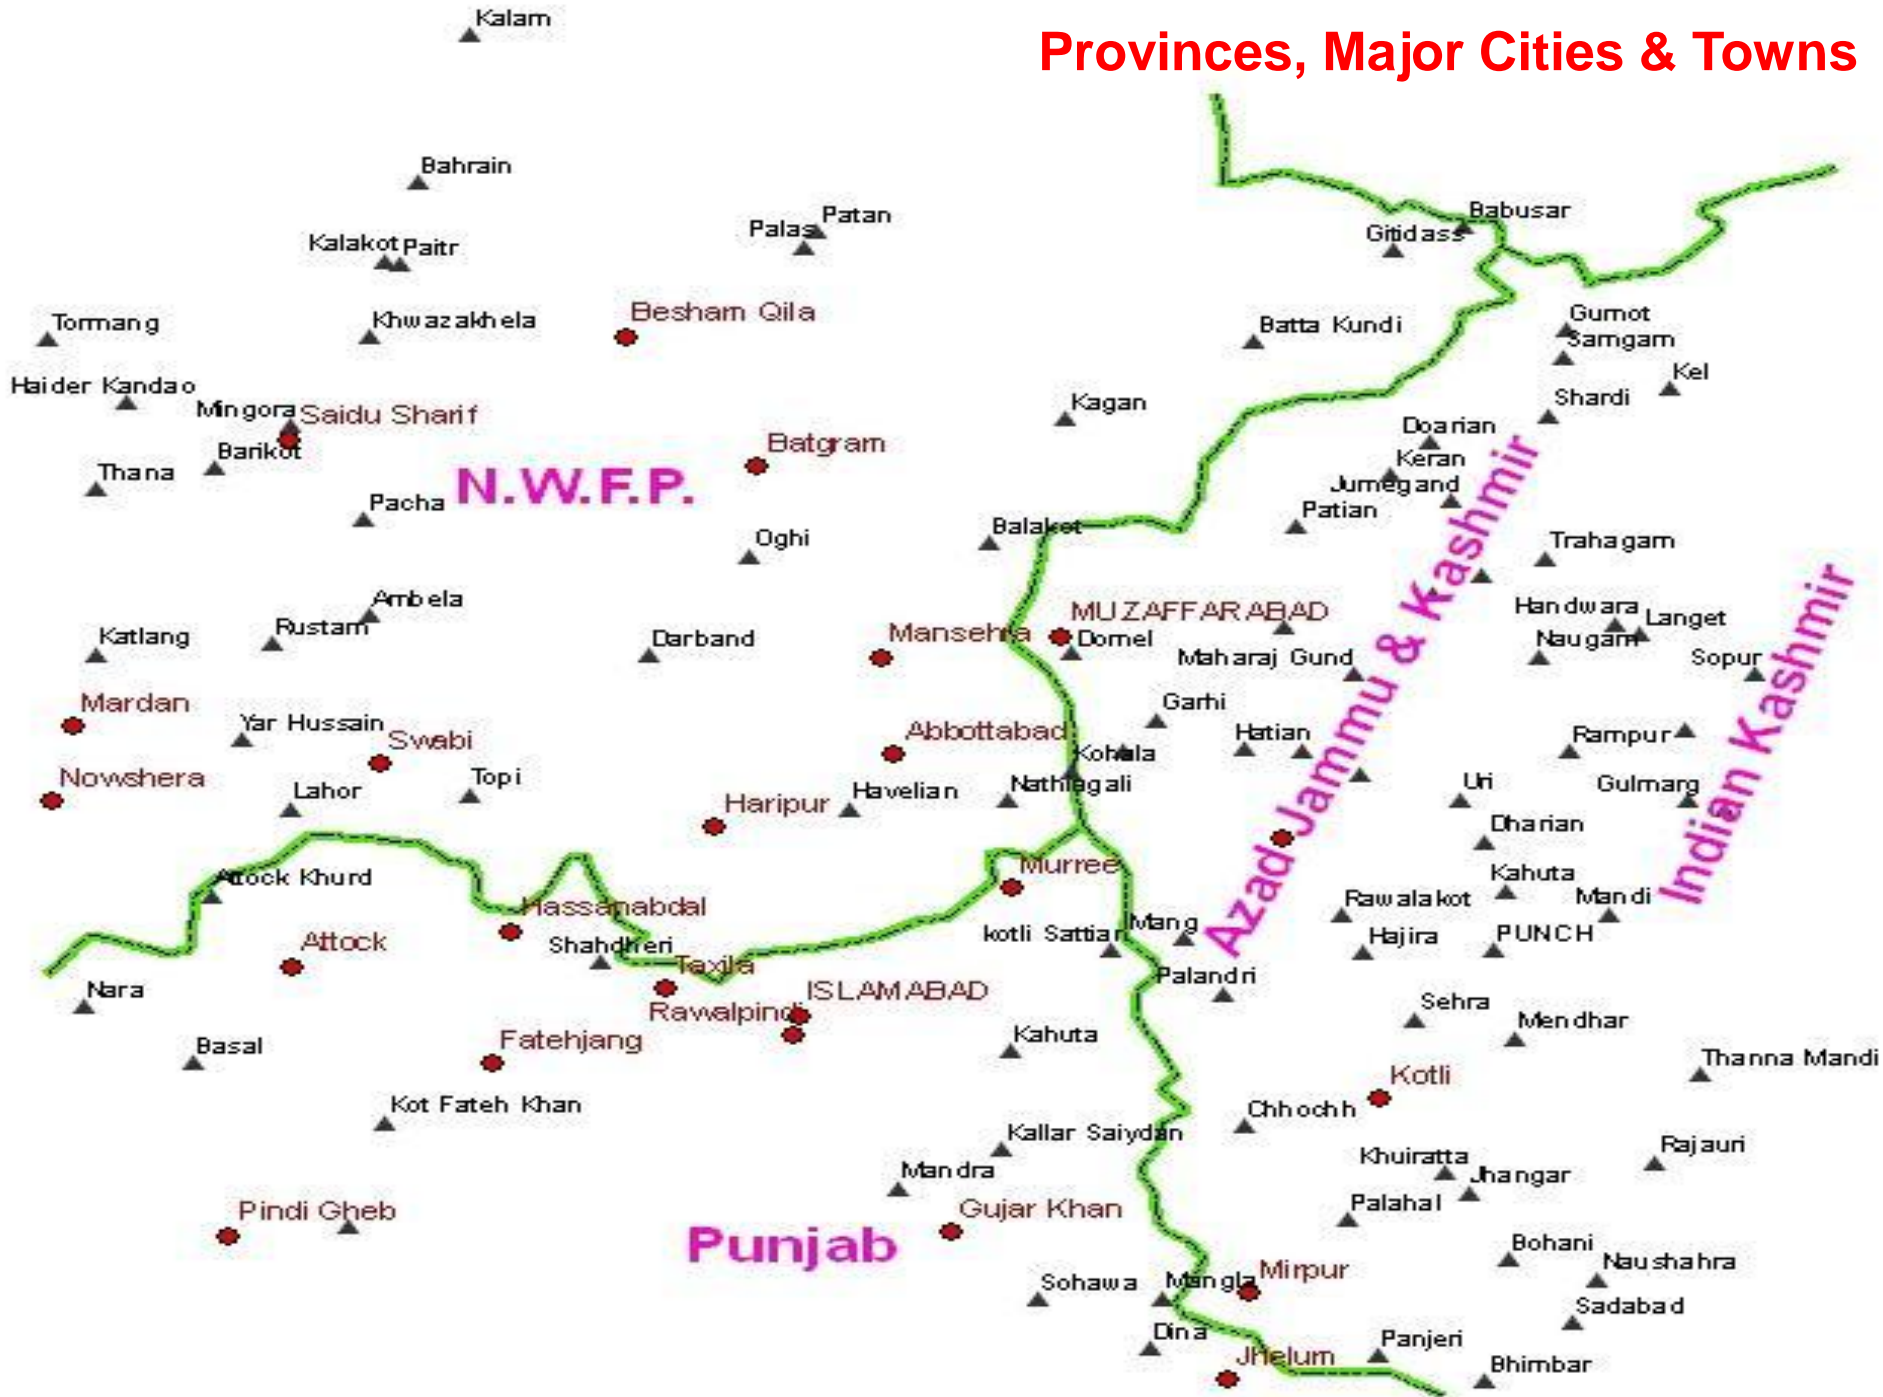 Kalam
Provinces, Major Cities & Towns
Bahrain
Patan
Palas
Babusar
Gitidass
Kalakot
Paitr
Besham Qila
Tormang
Khwazakhela
Batta Kundi
Gumot
Samgam
Kel
Haider Kandao
Mingora
Saidu Sharif
Kagan
Shardi
Doarian
Barikot
Batgram
Keran
Thana
N.W.F.P.
Jumegand
Pacha
Patian
Balakot
Oghi
Trahagam
Azad Jammu & Kashmir
Indian Kashmir
Ambela
MUZAFFARABAD
Handwara
Langet
Katlang
Rustam
Darband
Mansehra
Domel
Naugam
Maharaj Gund
Sopur
Mardan
Yar Hussain
Swabi
Abbottabad
Garhi
Hatian
Rampur
Kohala
Nowshera
Topi
Lahor
Haripur
Havelian
Nathiagali
Uri
Gulmarg
Dharian
Murree
Attock Khurd
Kahuta
Mandi
Rawalakot
Hassanabdal
Attock
Shahdheri
kotli Sattian
Mang
Hajira
PUNCH
Taxila
Palandri
Nara
ISLAMABAD
Rawalpindi
Sehra
Mendhar
Basal
Fatehjang
Kahuta
Thanna Mandi
Kotli
Kot Fateh Khan
Chhochh
Kallar Saiydan
Rajauri
Khuiratta
Mandra
Jhangar
Pindi Gheb
Gujar Khan
Palahal
Punjab
Bohani
Naushahra
Sohawa
Mangla
Mirpur
Sadabad
Dina
Panjeri
Jhelum
Bhimbar